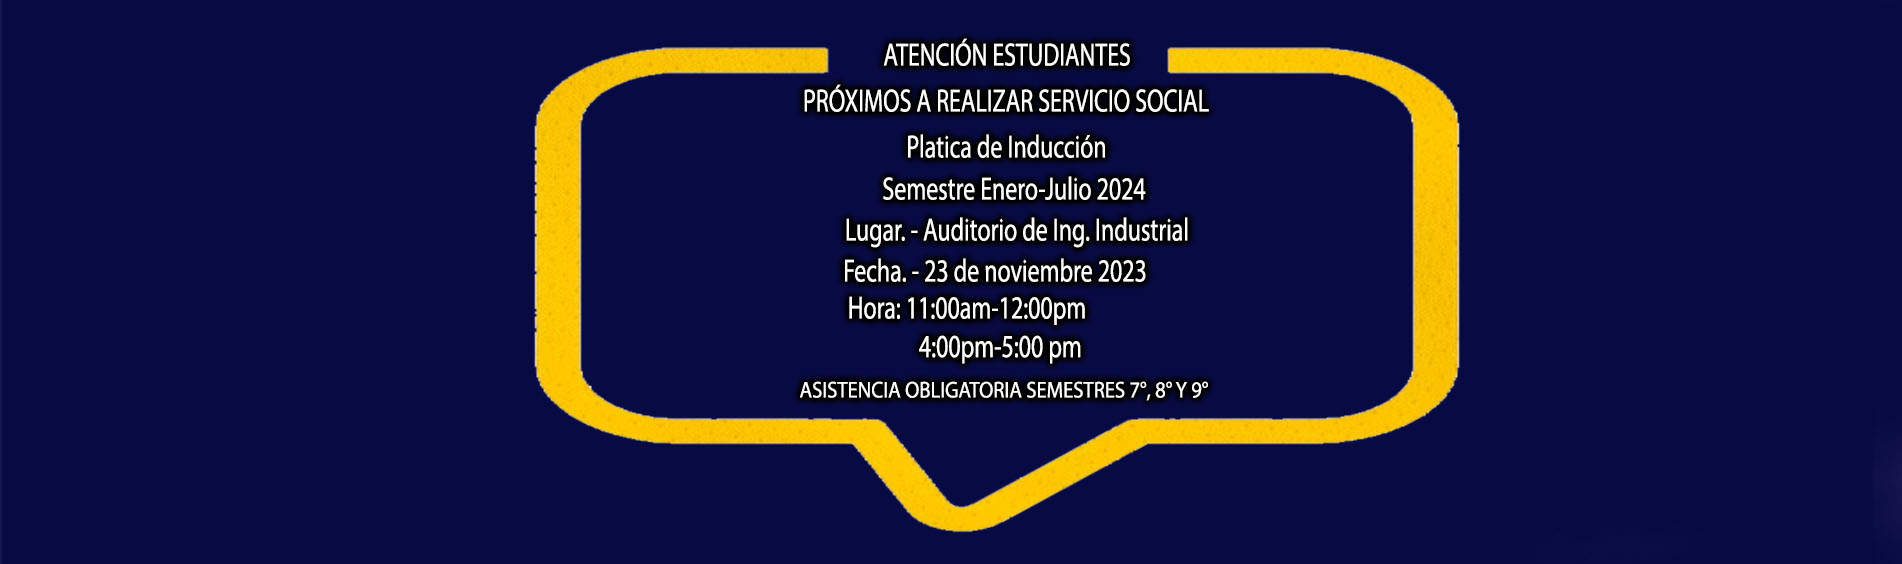 ATENCIÓN ESTUDIANTES
PRÓXIMOS A REALIZAR SERVICIO SOCIAL
Platica de Inducción
Semestre Enero-Julio 2024
Lugar. - Auditorio de Ing. Industrial
Fecha. - 23 de noviembre 2023
Hora: 11:00am-12:00pm
4:00pm-5:00 pm
ASISTENCIA OBLIGATORIA SEMESTRES 7°, 8° Y 9°